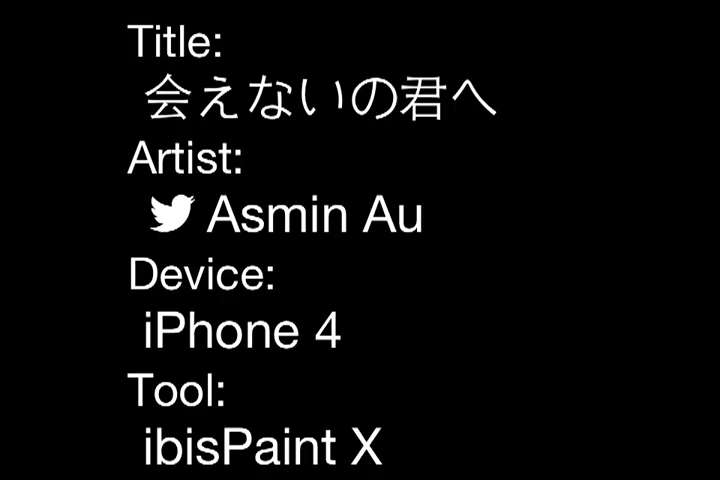 Title:
会えないの君へ
Artist:
Asmin Au
Device:
iPhone 4
Tool:
ibisPaint X